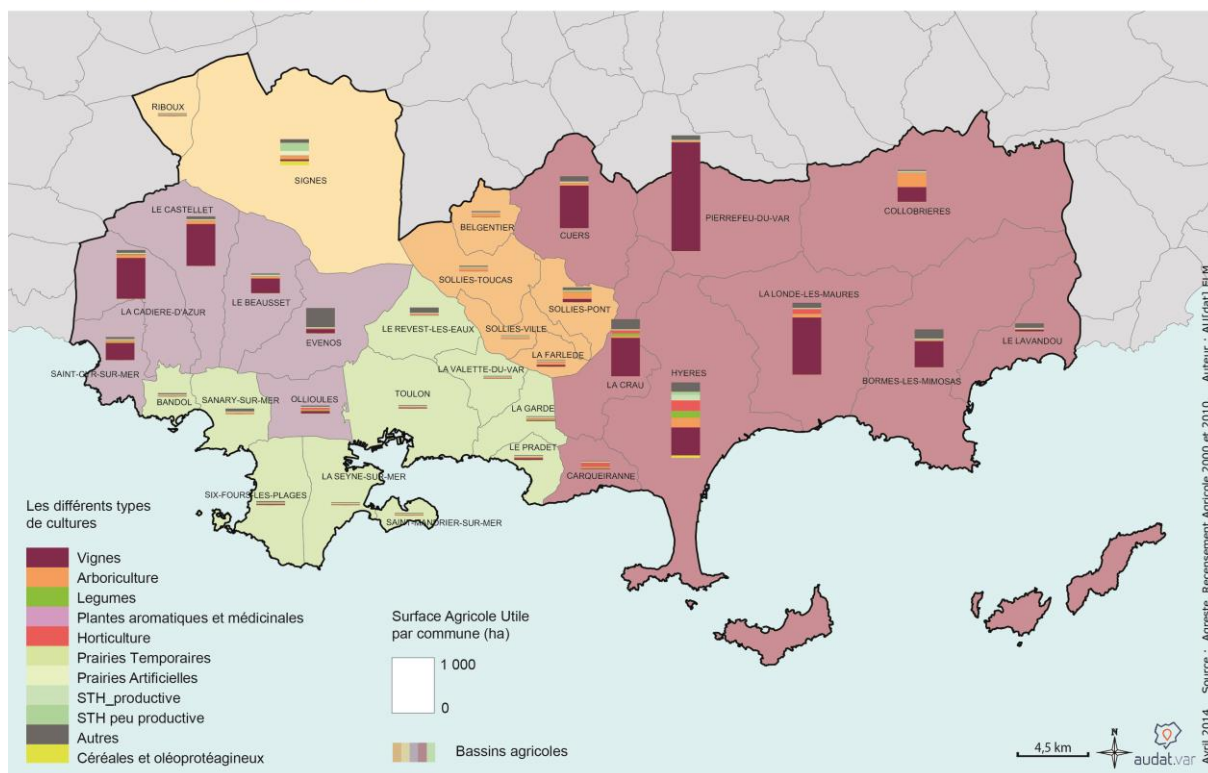 RIBOUX
SIGNES
LE CASTELLET
BELGENTIER
CUERS
PIERREFEU-DU-VAR
COLLOBRIERES
LA CADIERE-D'AZUR
LE BEAUSSET
EVENOS
SOLLIES-TOUCAS
SOLLIES-PONT
LE REVEST-LES-EAUX
SOLLIES-VILLE
LA FARLEDE
LA LONDE-LES-MAURES
LE LAVANDOU
SAINT-CYR-SUR-MER
LA VALETTE-DU-VAR
LA CRAU
HYERES
BORMES-LES-MIMOSAS
BANDOL
SANARY-SUR-MER
OLLIOULES
TOULON
LA GARDE
LE PRADET
CARQUEIRANNE
LA SEYNE-SUR-MER
SIX-FOURS-LES-PLAGES
SAINT-MANDRIER-SUR-MER
Les différents types
de cultures
Vignes
Arboriculture
Legumes
Plantes aromatiques et médicinales
Horticulture
Prairies Temporaires
Prairies Artificielles
STH_productive
STH peu productive
Autres
Céréales et oléoprotéagineux
Surface Agricole Utile
par commune (ha)
1 000
0
Bassins agricoles
4,5 km
N
audat.var
Avril 2014 Source : Agreste, Recensement Agricole 2000 et 2010 Auteur :